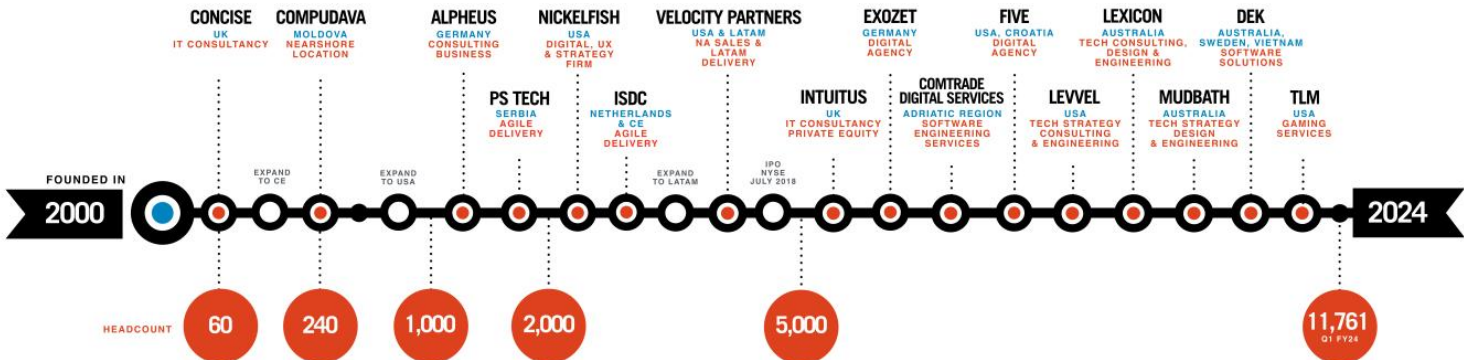 FOUNDED IN
2000
CONCISE
UK
IT CONSULTANCY
EXPAND
TO CE
COMPUDAVA
MOLDOVA
NEARSHORE
LOCATION
EXPAND
TO USA
ALPHEUS
GERMANY
CONSULTING
BUSINESS
PS TECH
SERBIA
AGILE
DELIVERY
NICKELFISH
USA
DIGITAL, UX
& STRATEGY
FIRM
ISDC
NETHERLANDS
& CE
AGILE
DELIVERY
EXPAND
TO LATAM
VELOCITY PARTNERS
USA & LATAM
NA SALES &
LATAM
DELIVERY
IPO
NYSE
JULY 2018
INTUITUS
UK
IT CONSULTANCY
PRIVATE EQUITY
EXOZET
GERMANY
DIGITAL
AGENCY
COMTRADE
DIGITAL SERVICES
ADRIATIC REGION
SOFTWARE
ENGINEERING
SERVICES
FIVE
USA, CROATIA
DIGITAL
AGENCY
LEVVEL
USA
TECH STRATEGY
CONSULTING
& ENGINEERING
LEXICON
AUSTRALIA
TECH CONSULTING,
DESIGN &
ENGINEERING
MUDBATH
AUSTRALIA
TECH STRATEGY
DESIGN
& ENGINEERING
DEK
AUSTRALIA,
SWEDEN, VIETNAM
SOFTWARE
SOLUTIONS
TLM
USA
GAMING
SERVICES
2024
HEADCOUNT
60
240
1,000
2,000
5,000
11,761
Q1 FY24